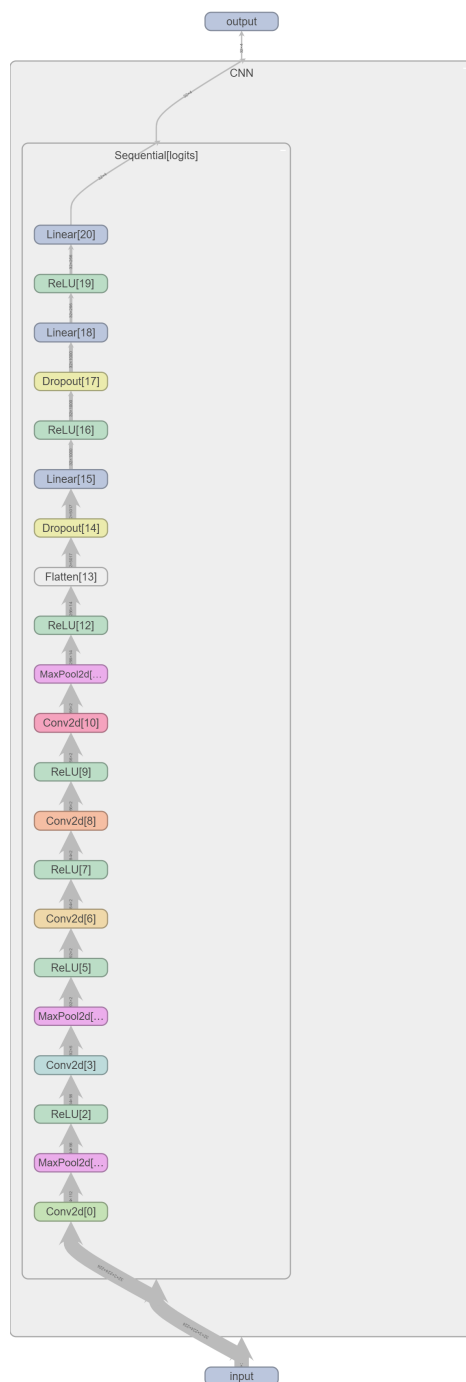 output
CNN
Sequential[logits]
Linear[20]
ReLU[19]
Linear[18]
Dropout[17]
ReLU[16]
Linear[15]
Dropout[14]
Flatten[13]
ReLU[12]
MaxPool2d[...
Conv2d[10]
ReLU[9]
Conv2d[8]
ReLU[7]
Conv2d[6]
ReLU[5]
MaxPool2d[...
Conv2d[3]
ReLU[2]
MaxPool2d[...
Conv2d[0]
input